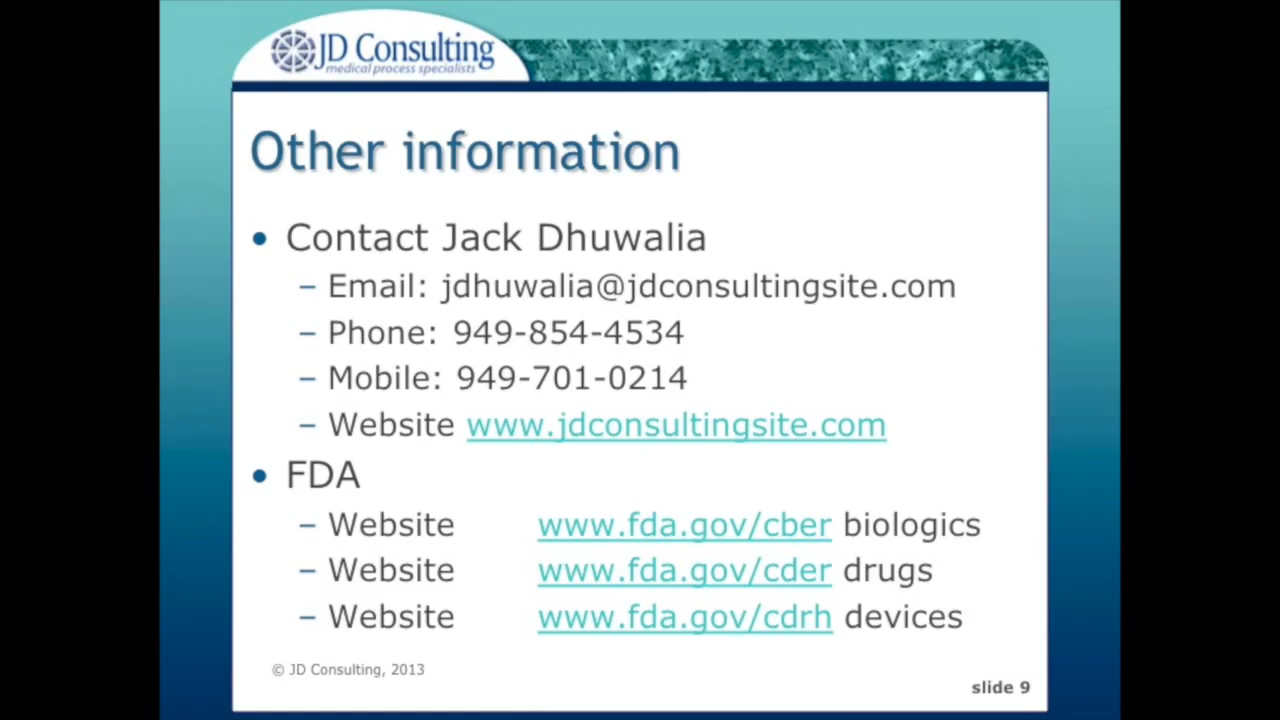 JD Consulting
medical process specialists
Other information
• Contact Jack Dhuwalia
– Email: jdhuwalia@jdconsultingsite.com
– Phone: 949-854-4534
– Mobile: 949-701-0214
– Website www.jdconsultingsite.com
• FDA
– Website www.fda.gov/cber biologics
– Website www.fda.gov/cder drugs
– Website www.fda.gov/cdrh devices
© JD Consulting, 2013
slide 9